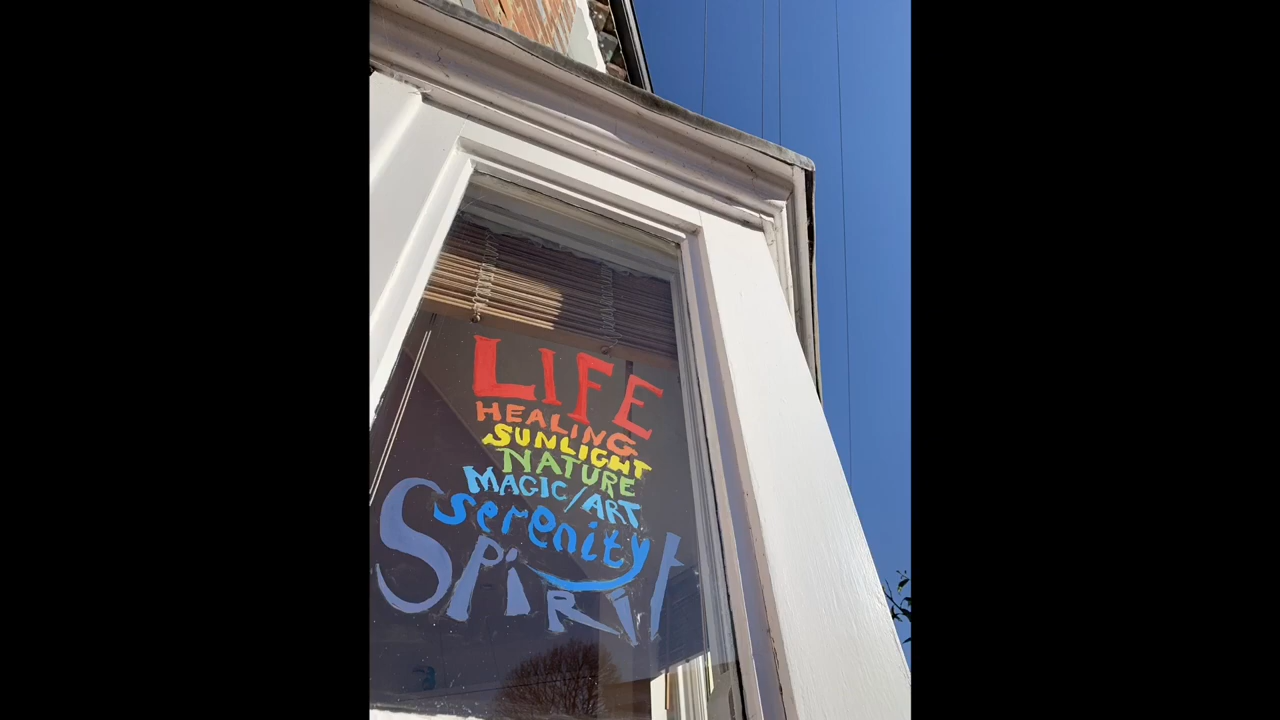 LIFE
HEALING
SUNLIGHT
NATURE
MAGIC/ART
serenity
SPiRit